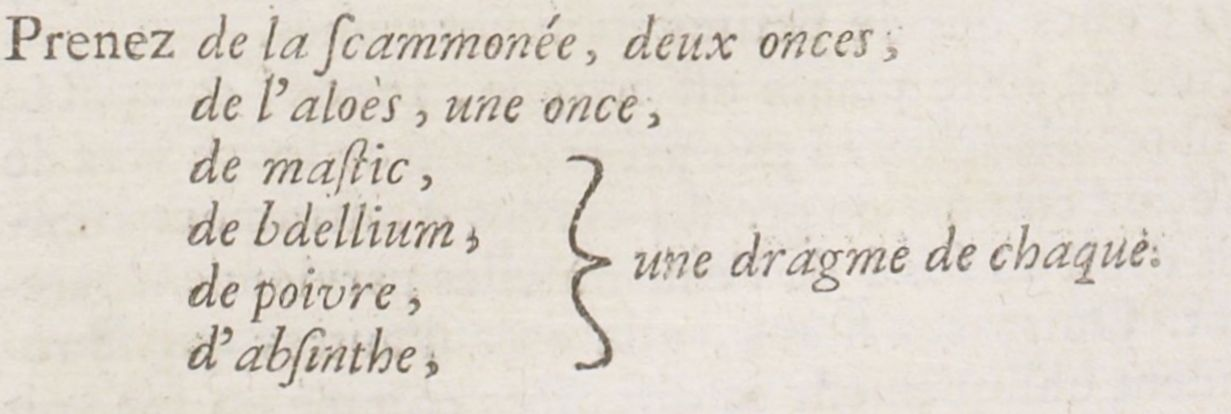 Prenez de la ſcammonée, deux onces;
de l'aloès, une once;
de maſtic,
de bdellium;
une dragme de chaque.
de poivre;
d'abſinthe;